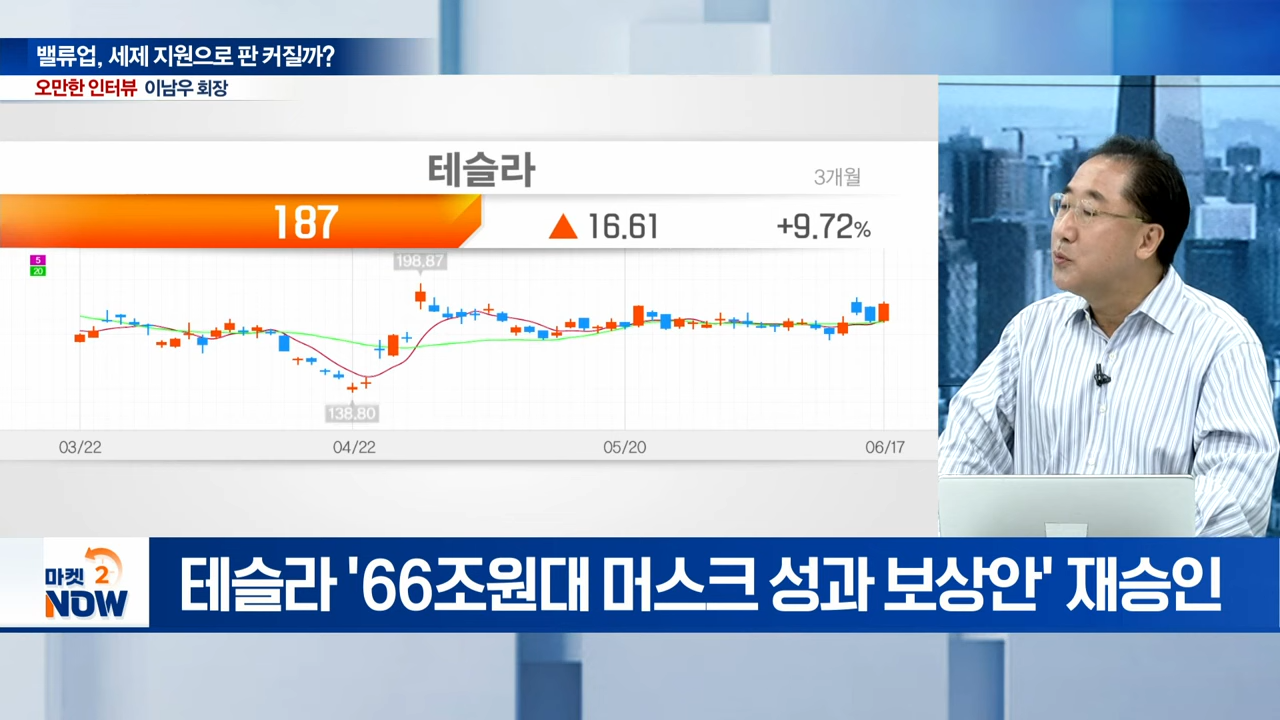 밸류업, 세제 지원으로 판 커질까?
오만한 인터뷰 이남우 회장
테슬라
3개월
187 ▲ 16.61 +9.72%
5
20
198,87
138,80
03/22 04/22 05/20 06/17
마켓 2
NOW
테슬라 '66조원대 머스크 성과 보상안' 재승인